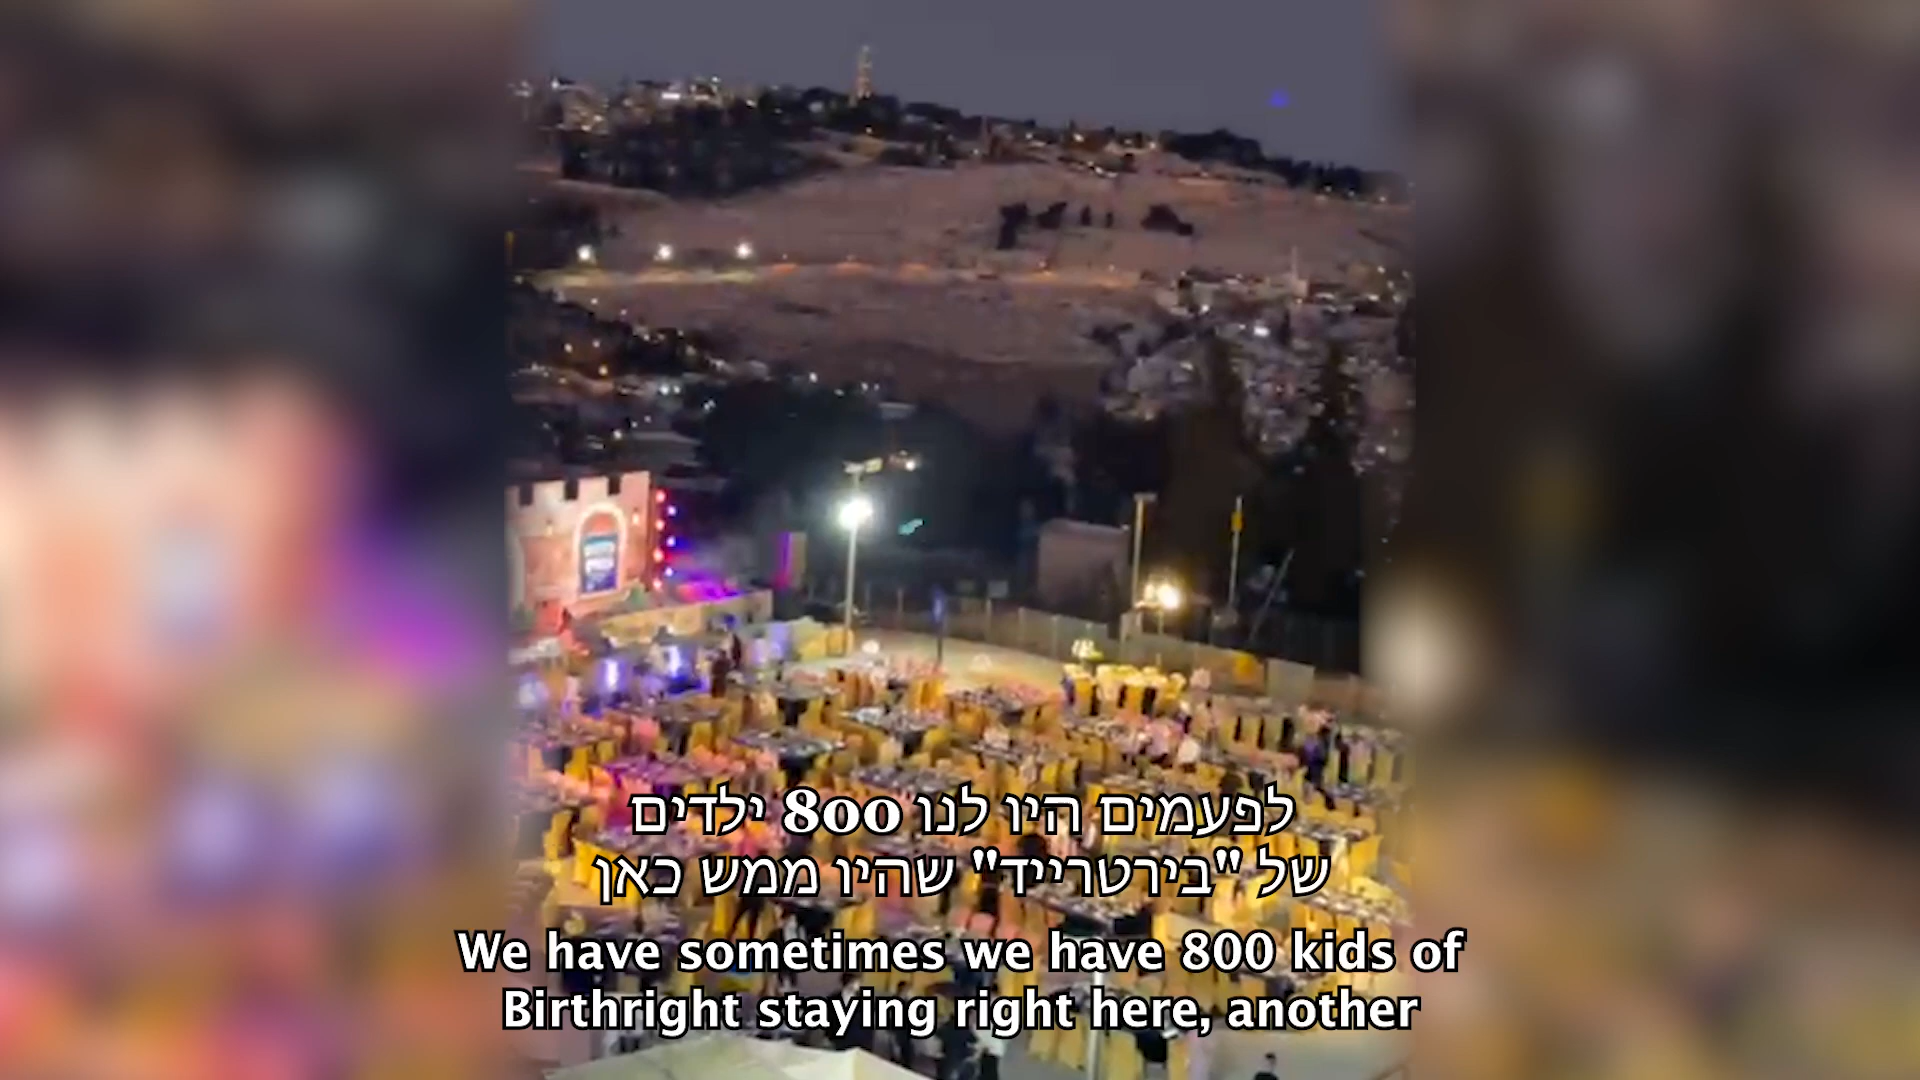 לפעמים היו לנו 800 ילדים
של "בירטרייד" שהיו ממש כאן
We have sometimes we have 800 kids of
Birthright staying right here, another